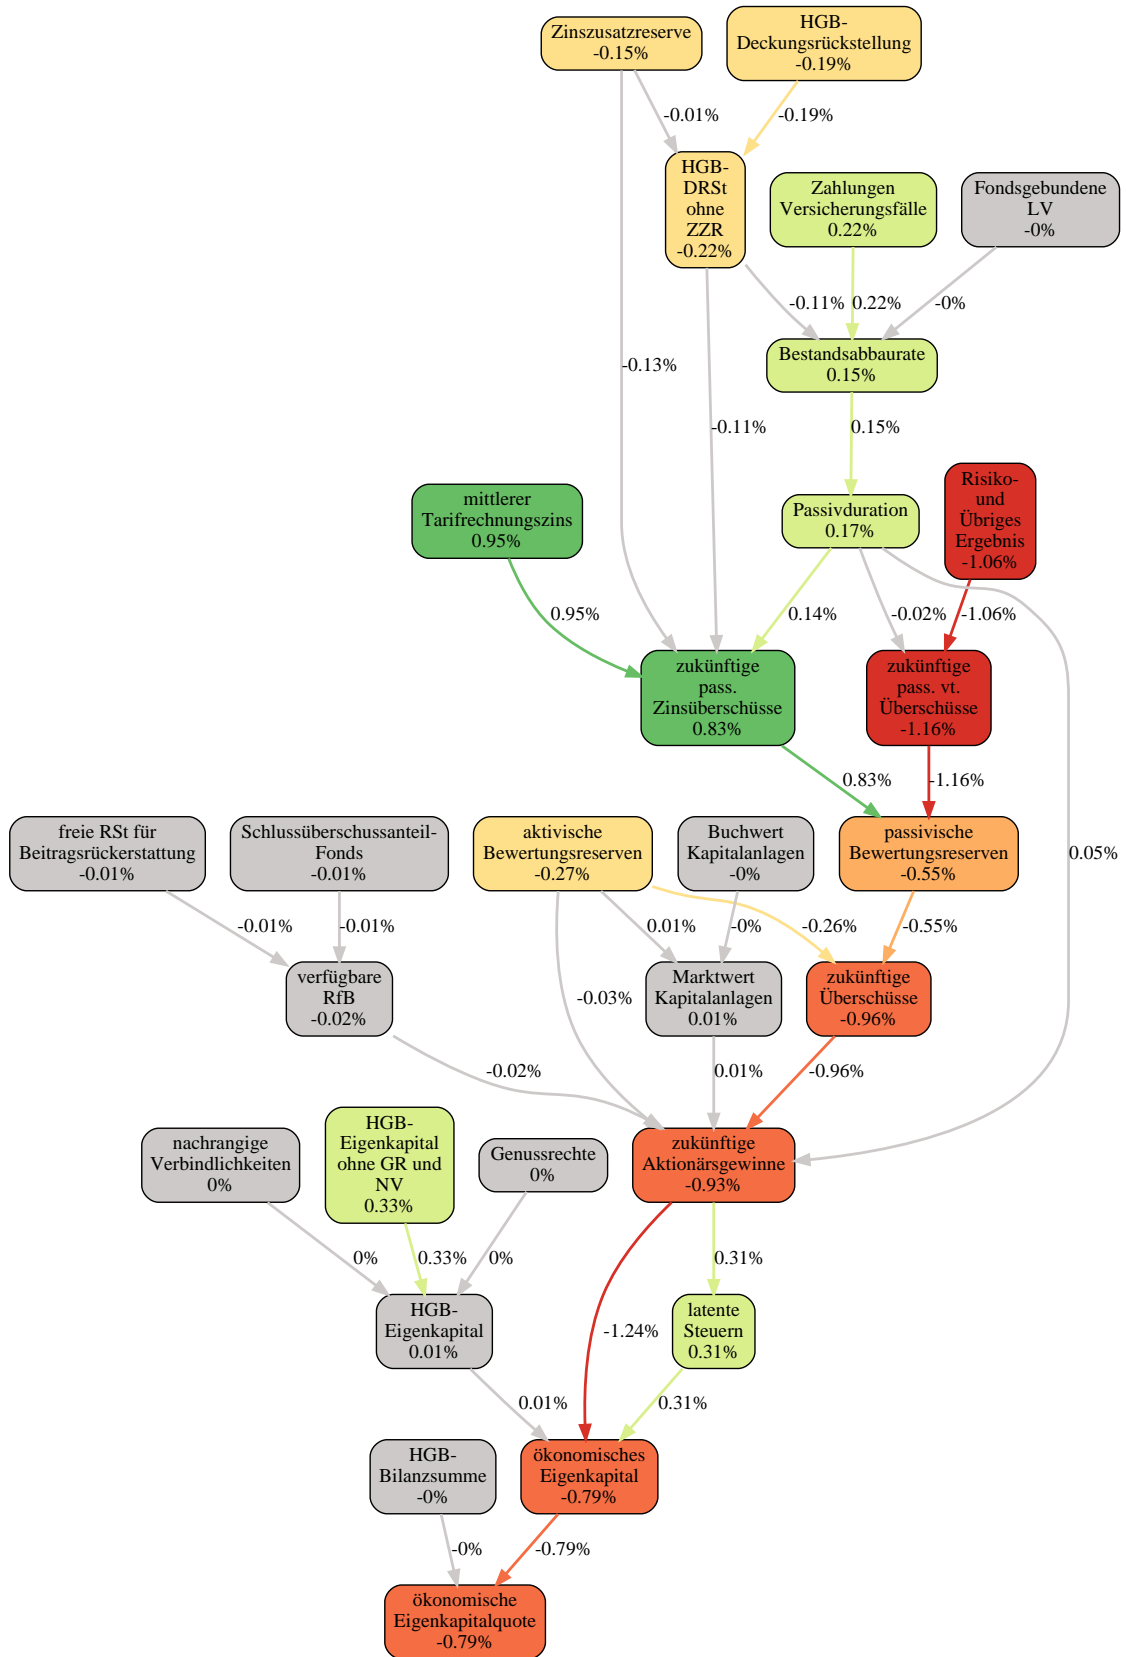 Zinszusatzreserve
-0.15%
HGB-
Deckungsrückstellung
-0.19%
-0.01%
-0.19%
HGB-
DRSt
ohne
ZZR
-0.22%
Zahlungen
Versicherungsfälle
0.22%
Fondsgebundene
LV
-0%
-0.11%
0.22%
-0%
Bestandsabbaurate
0.15%
-0.13%
-0.11%
0.15%
mittlerer
Tarifrechnungszins
0.95%
Passivduration
0.17%
Risiko-
und
Übriges
Ergebnis
-1.06%
0.95%
0.14%
-0.02%
-1.06%
zukünftige
pass.
Zinsüberschüsse
0.83%
zukünftige
pass. vt.
Überschüsse
-1.16%
0.83%
-1.16%
freie RSt für
Beitragsrückerstattung
-0.01%
Schlussüberschussanteil-
Fonds
-0.01%
aktivische
Bewertungsreserven
-0.27%
Buchwert
Kapitalanlagen
-0%
passivische
Bewertungsreserven
-0.55%
0.05%
-0.01%
-0.01%
0.01%
-0%
-0.26%
-0.55%
verfügbare
RfB
-0.02%
-0.03%
Marktwert
Kapitalanlagen
0.01%
zukünftige
Überschüsse
-0.96%
-0.02%
0.01%
-0.96%
nachrangige
Verbindlichkeiten
0%
HGB-
Eigenkapital
ohne GR und
NV
0.33%
Genussrechte
0%
zukünftige
Aktionärsgewinne
-0.93%
0%
0.33%
0%
0.31%
HGB-
Eigenkapital
0.01%
-1.24%
latente
Steuern
0.31%
0.01%
0.31%
HGB-
Bilanzsumme
-0%
ökonomisches
Eigenkapital
-0.79%
-0%
-0.79%
ökonomische
Eigenkapitalquote
-0.79%